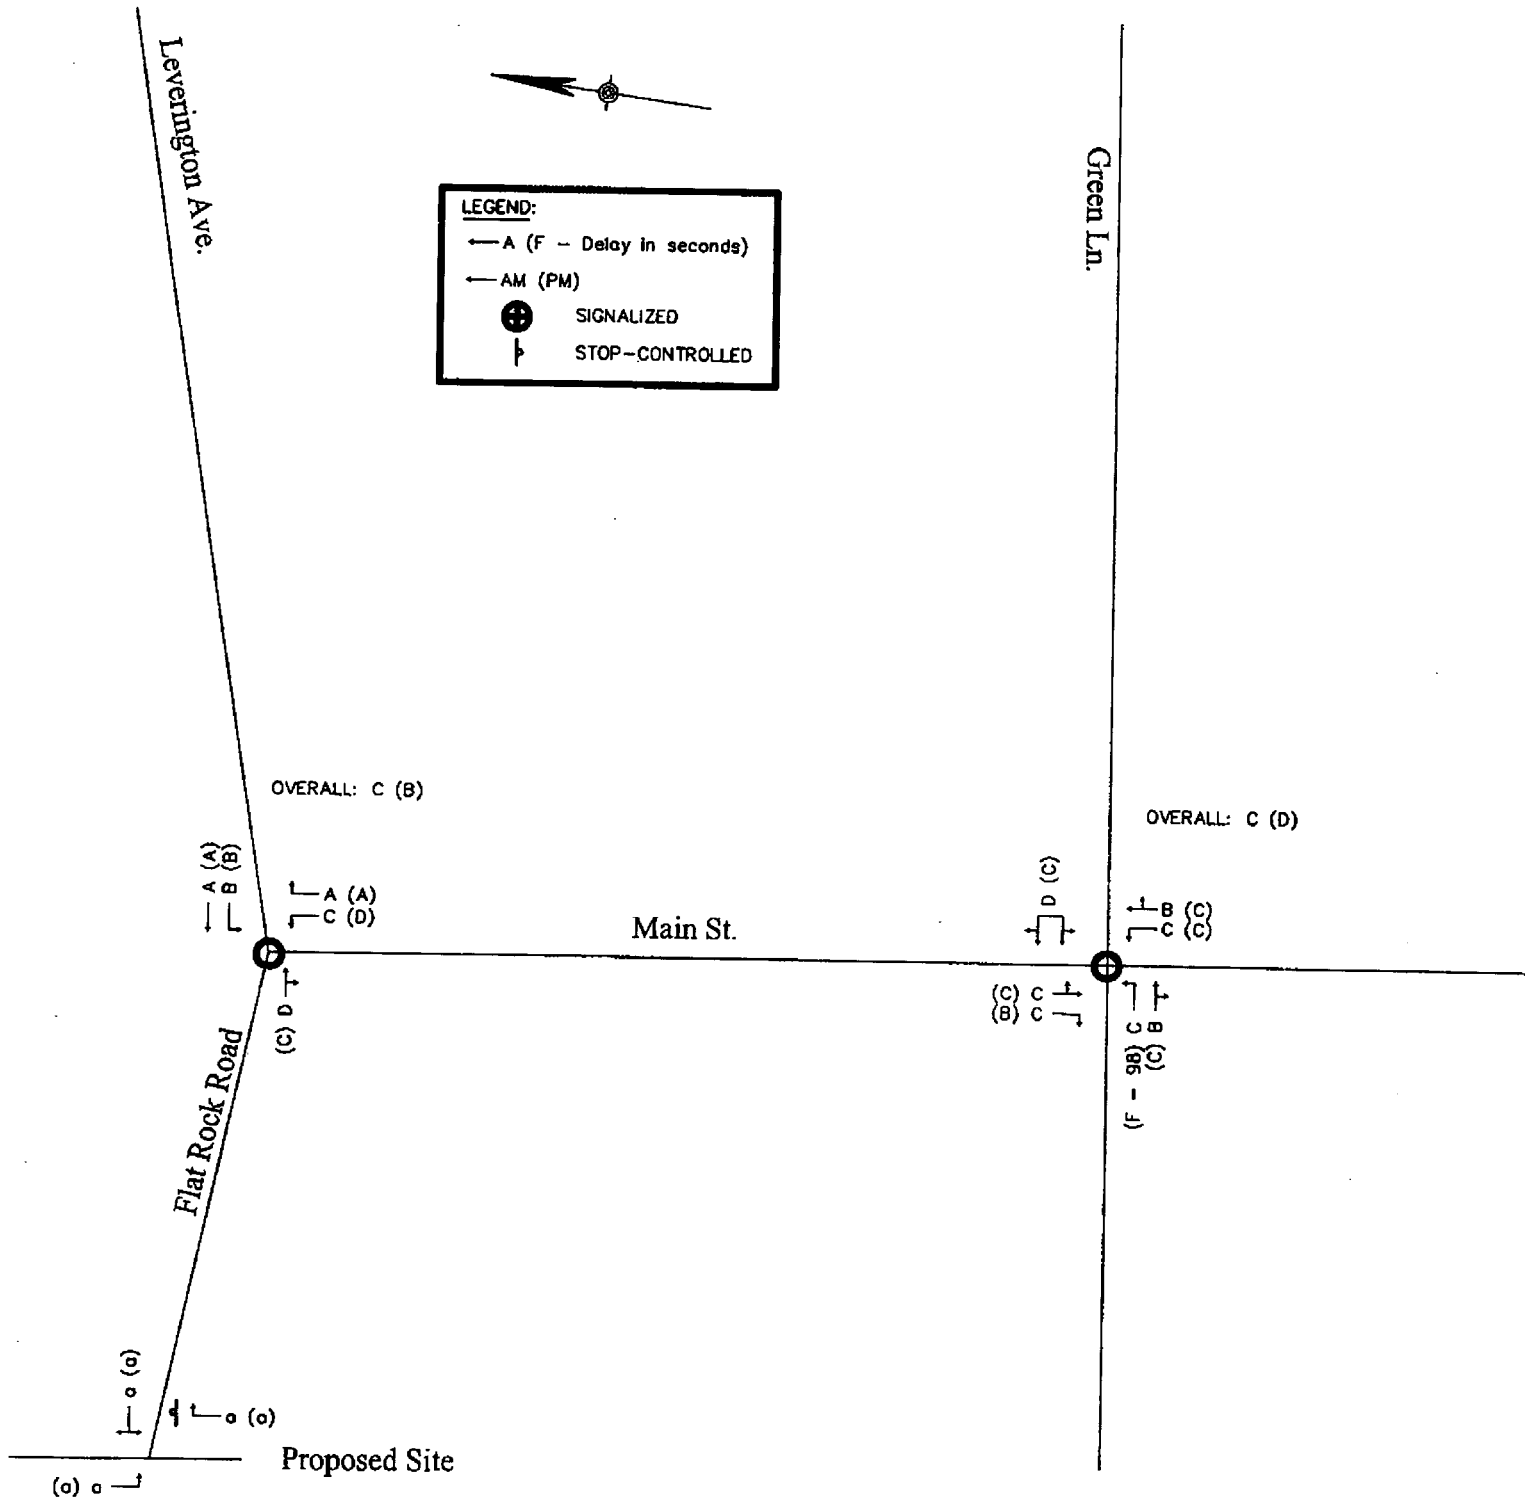 Leverington Ave.
Green Ln.
LEGEND:
A (F - Delay in seconds)
AM (PM)
SIGNALIZED
STOP-CONTROLLED
OVERALL: C (B)
OVERALL: C (D)
A (A)
B (B)
A (A)
C (D)
Main St.
D (C)
B (C)
C (C)
(C) D
(C) C
(B) C
(F - 98) C
(C) B
Flat Rock Road
a (a)
a (a)
Proposed Site
(a) a